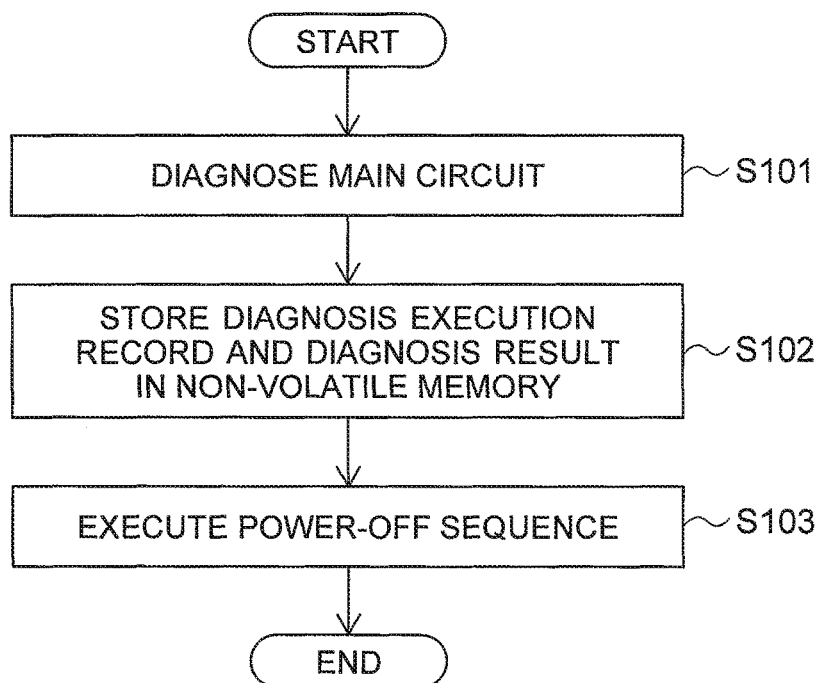 START
DIAGNOSE MAIN CIRCUIT
S101
STORE DIAGNOSIS EXECUTION
RECORD AND DIAGNOSIS RESULT
IN NON-VOLATILE MEMORY
S102
EXECUTE POWER-OFF SEQUENCE
S103
END